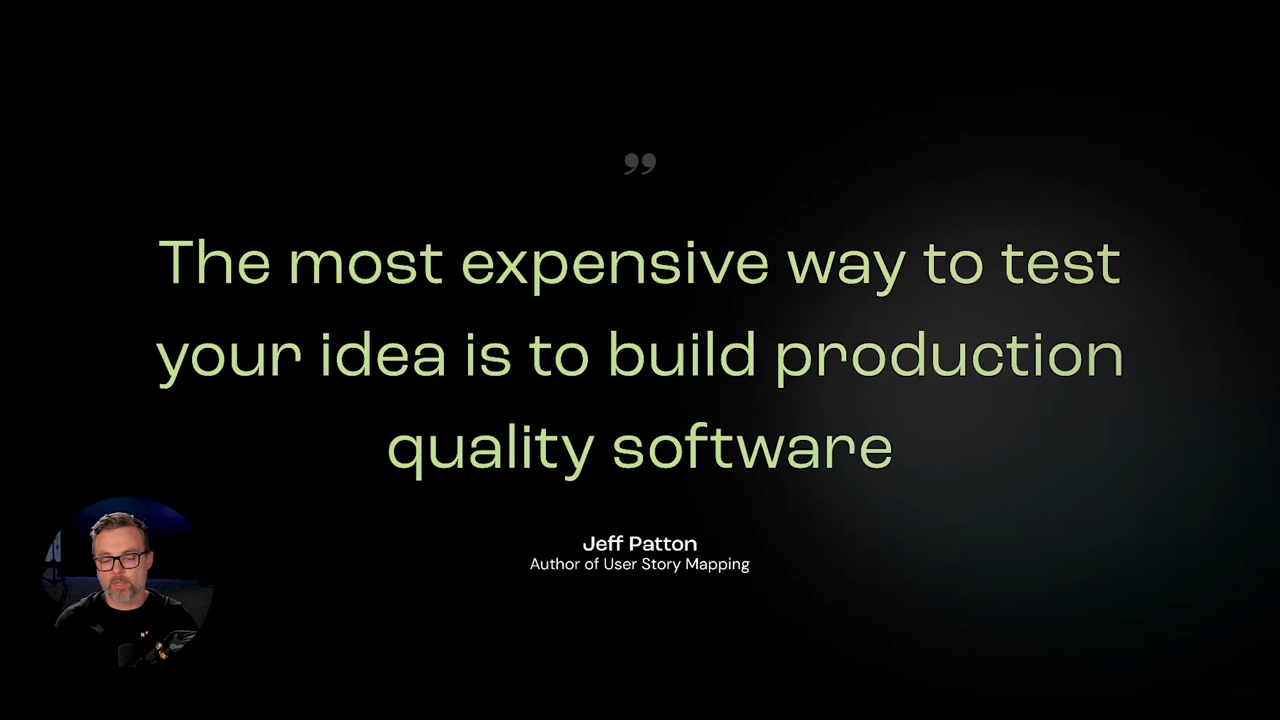 ”
The most expensive way to test
your idea is to build production
quality software
Jeff Patton
Author of User Story Mapping